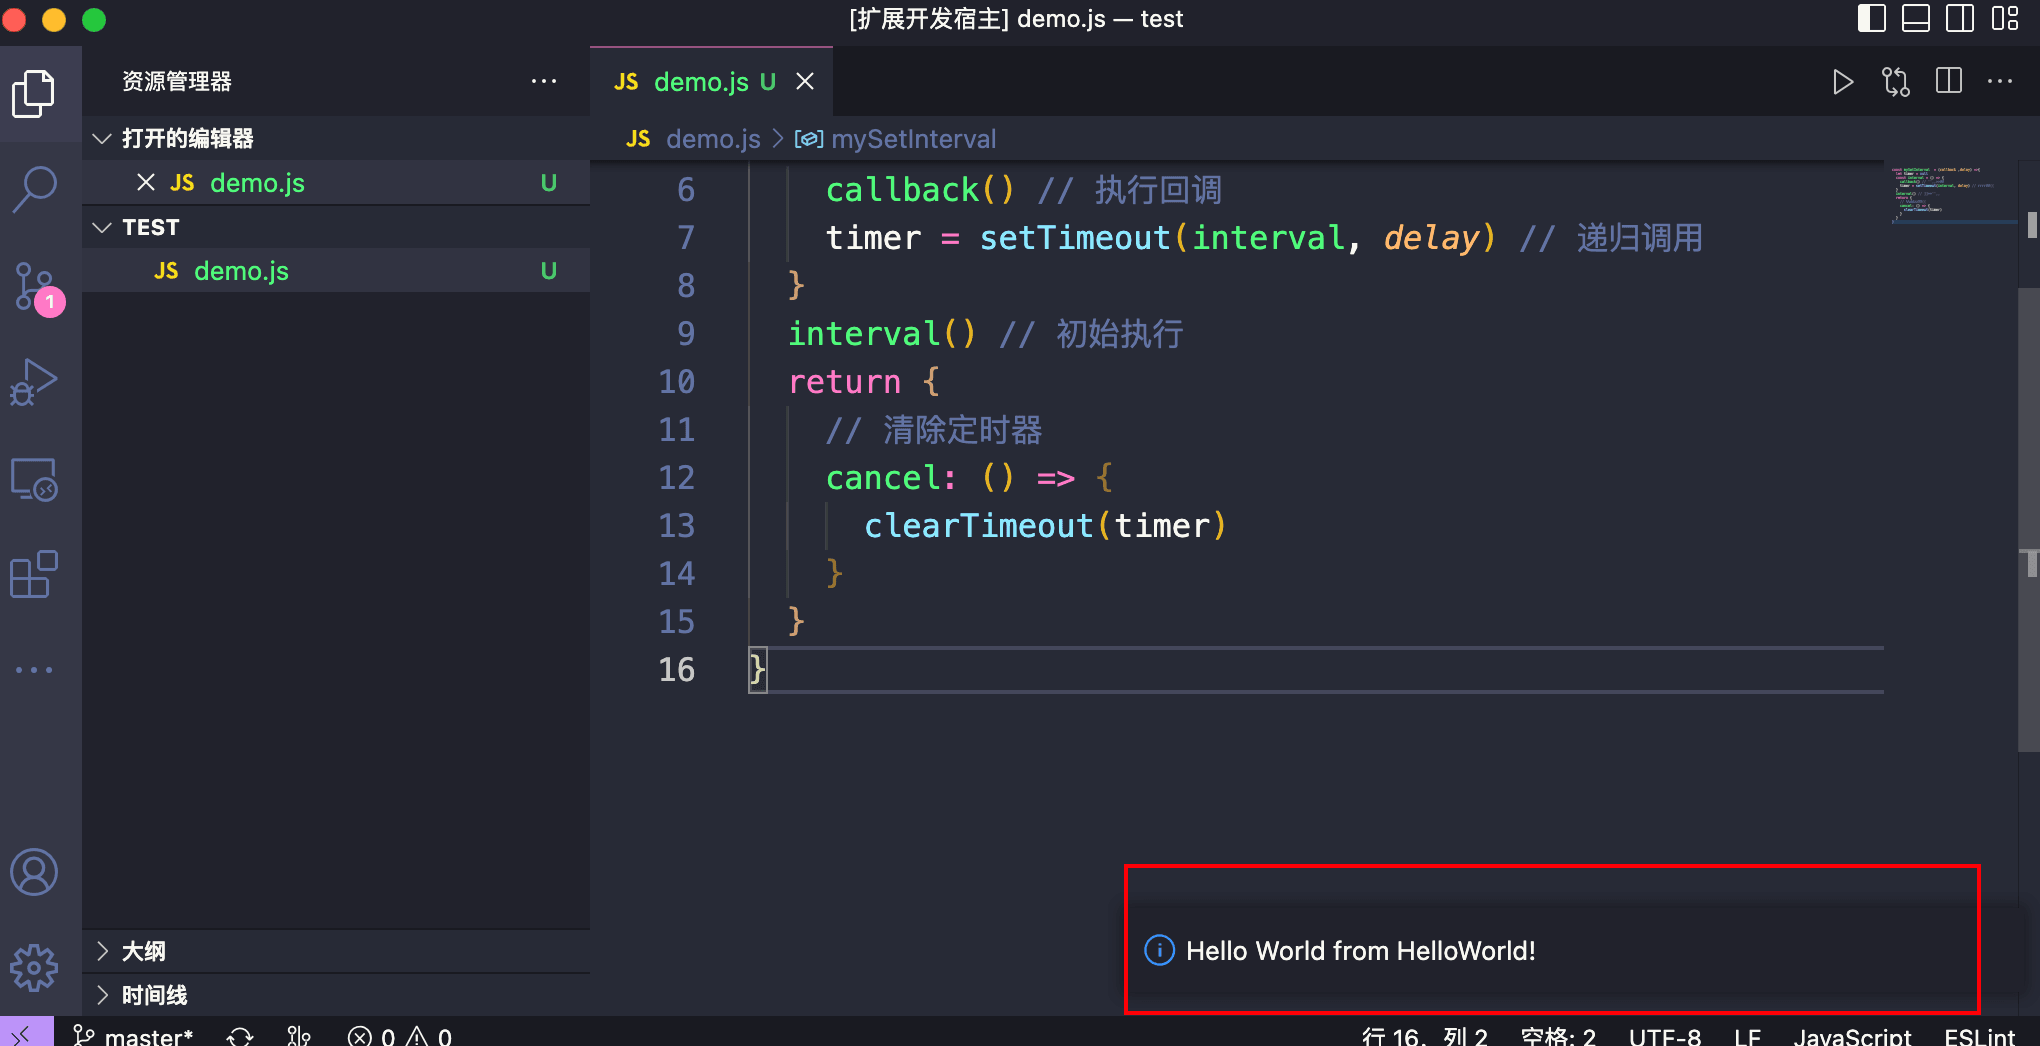 [扩展开发宿主] demo.js — test
资源管理器
JS demo.js U
打开的编辑器
JS demo.js > mySetInterval
JS demo.js U
TEST
JS demo.js U
6 callback() // 执行回调
7 timer = setTimeout(interval, delay) // 递归调用
8 }
9 interval() // 初始执行
10 return {
11 // 清除定时器
12 cancel: () => {
13 clearTimeout(timer)
14 }
15 }
16 }
1
大纲
时间线
Hello World from HelloWorld!
master* 0 0 行 16，列 2 空格: 2 UTF-8 LF JavaScript ESLint